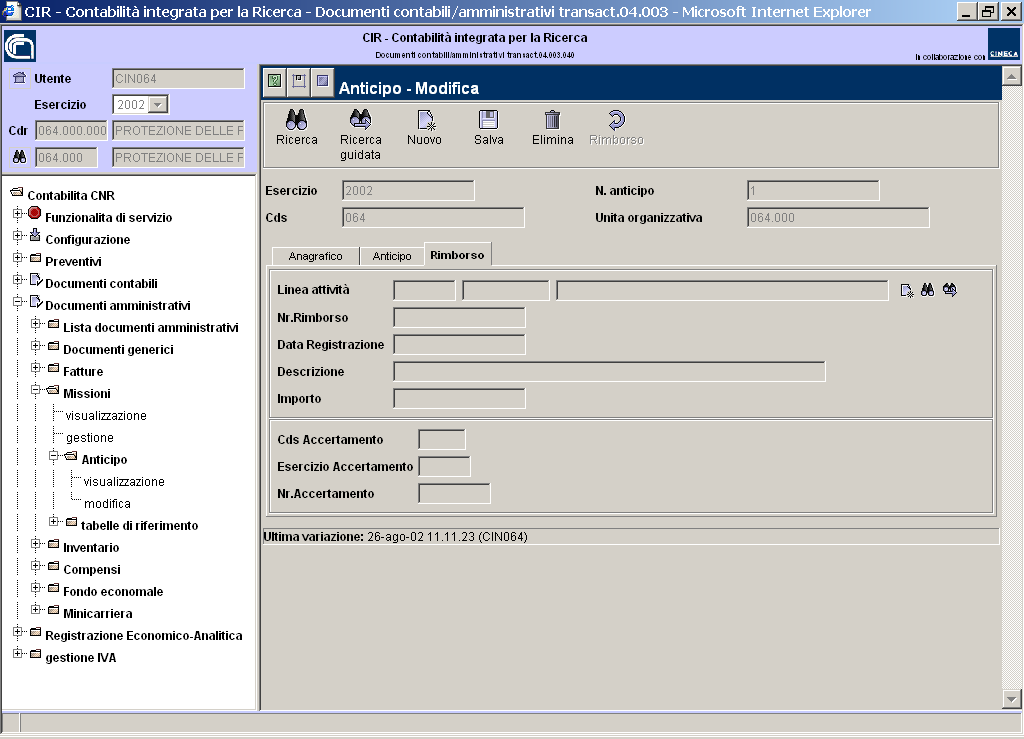 CIR - Contabilità integrata per la Ricerca - Documenti contabili/amministrativi transact.04.003 - Microsoft Internet Explorer
CIR - Contabilità integrata per la Ricerca
Documenti contabili/amministrativi transact.04.003.040
In collaborazione con CINECA
Utente CIN064
Esercizio 2002
Cdr 064.000.000 PROTEZIONE DELLE F
064.000 PROTEZIONE DELLE F
Contabilita CNR
Funzionalita di servizio
Configurazione
Preventivi
Documenti contabili
Documenti amministrativi
Lista documenti amministrativi
Documenti generici
Fatture
Missioni
visualizzazione
gestione
Anticipo
visualizzazione
modifica
tabelle di riferimento
Inventario
Compensi
Fondo economale
Minicarriera
Registrazione Economico-Analitica
gestione IVA
Anticipo - Modifica
Ricerca Ricerca guidata Nuovo Salva Elimina Rimborso
Esercizio 2002 N. anticipo 1
Cds 064 Unita organizzativa 064.000
Anagrafico Anticipo Rimborso
Linea attività
Nr.Rimborso
Data Registrazione
Descrizione
Importo
Cds Accertamento
Esercizio Accertamento
Nr.Accertamento
Ultima variazione: 26-ago-02 11.11.23 (CIN064)